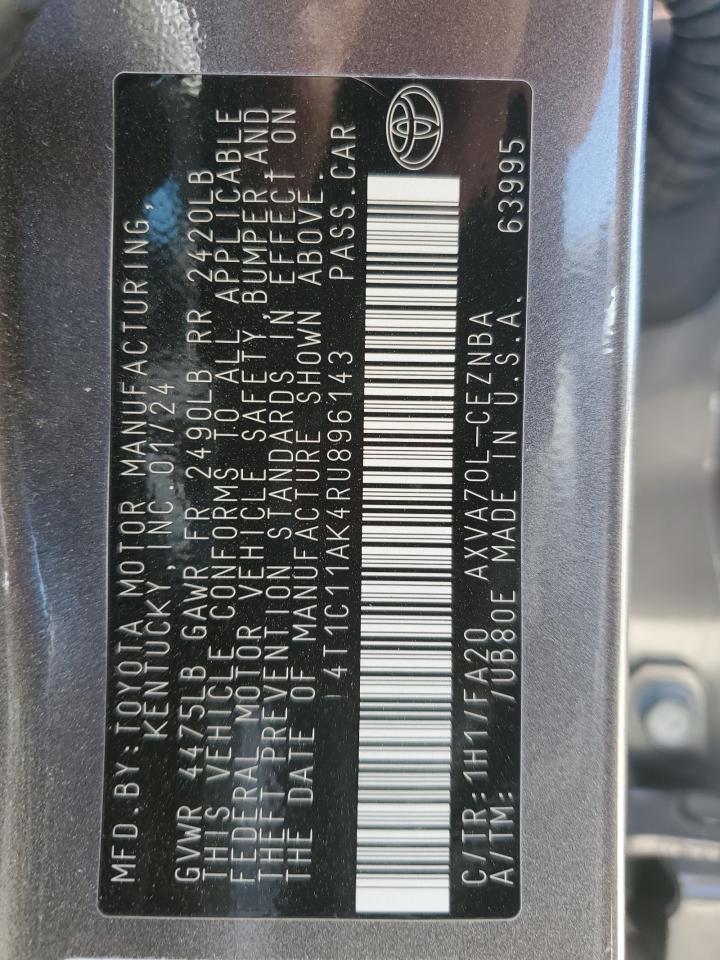 MFD.BY:TOYOTA MOTOR MANUFACTURING,
KENTUCKY,INC.01/24
GVWR 4475LB GAWR FR 2490LB RR 2420LB
THIS VEHICLE CONFORMS TO ALL APPLICABLE
FEDERAL MOTOR VEHICLE SAFETY,BUMPER,AND
THEFT PREVENTION STANDARDS IN EFFECT ON
THE DATE OF MANUFACTURE SHOWN ABOVE.
4T1C11AK4RU896143 PASS.CAR
C/TR:1H1/FA20 AXVA70L-CEZNBA
A/TM: /UB80E MADE IN U.S.A. 63995